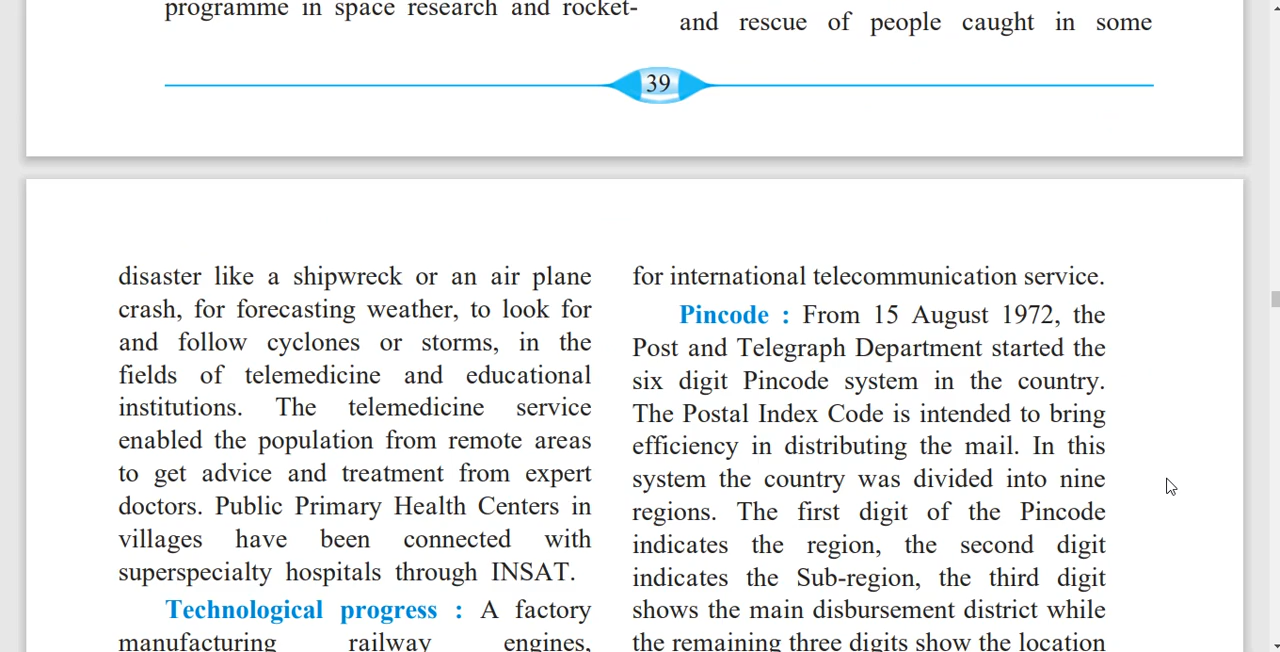 programme in space research and rocket-
and rescue of people caught in some
39
disaster like a shipwreck or an air plane
crash, for forecasting weather, to look for
and follow cyclones or storms, in the
fields of telemedicine and educational
institutions. The telemedicine service
enabled the population from remote areas
to get advice and treatment from expert
doctors. Public Primary Health Centers in
villages have been connected with
superspecialty hospitals through INSAT.
Technological progress : A factory
manufacturing railway engines,
for international telecommunication service.
Pincode : From 15 August 1972, the
Post and Telegraph Department started the
six digit Pincode system in the country.
The Postal Index Code is intended to bring
efficiency in distributing the mail. In this
system the country was divided into nine
regions. The first digit of the Pincode
indicates the region, the second digit
indicates the Sub-region, the third digit
shows the main disbursement district while
the remaining three digits show the location